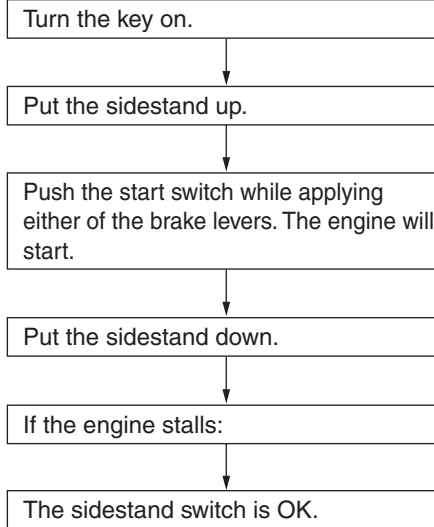 Turn the key on.
Put the sidestand up.
Push the start switch while applying
either of the brake levers. The engine will
start.
Put the sidestand down.
If the engine stalls:
The sidestand switch is OK.